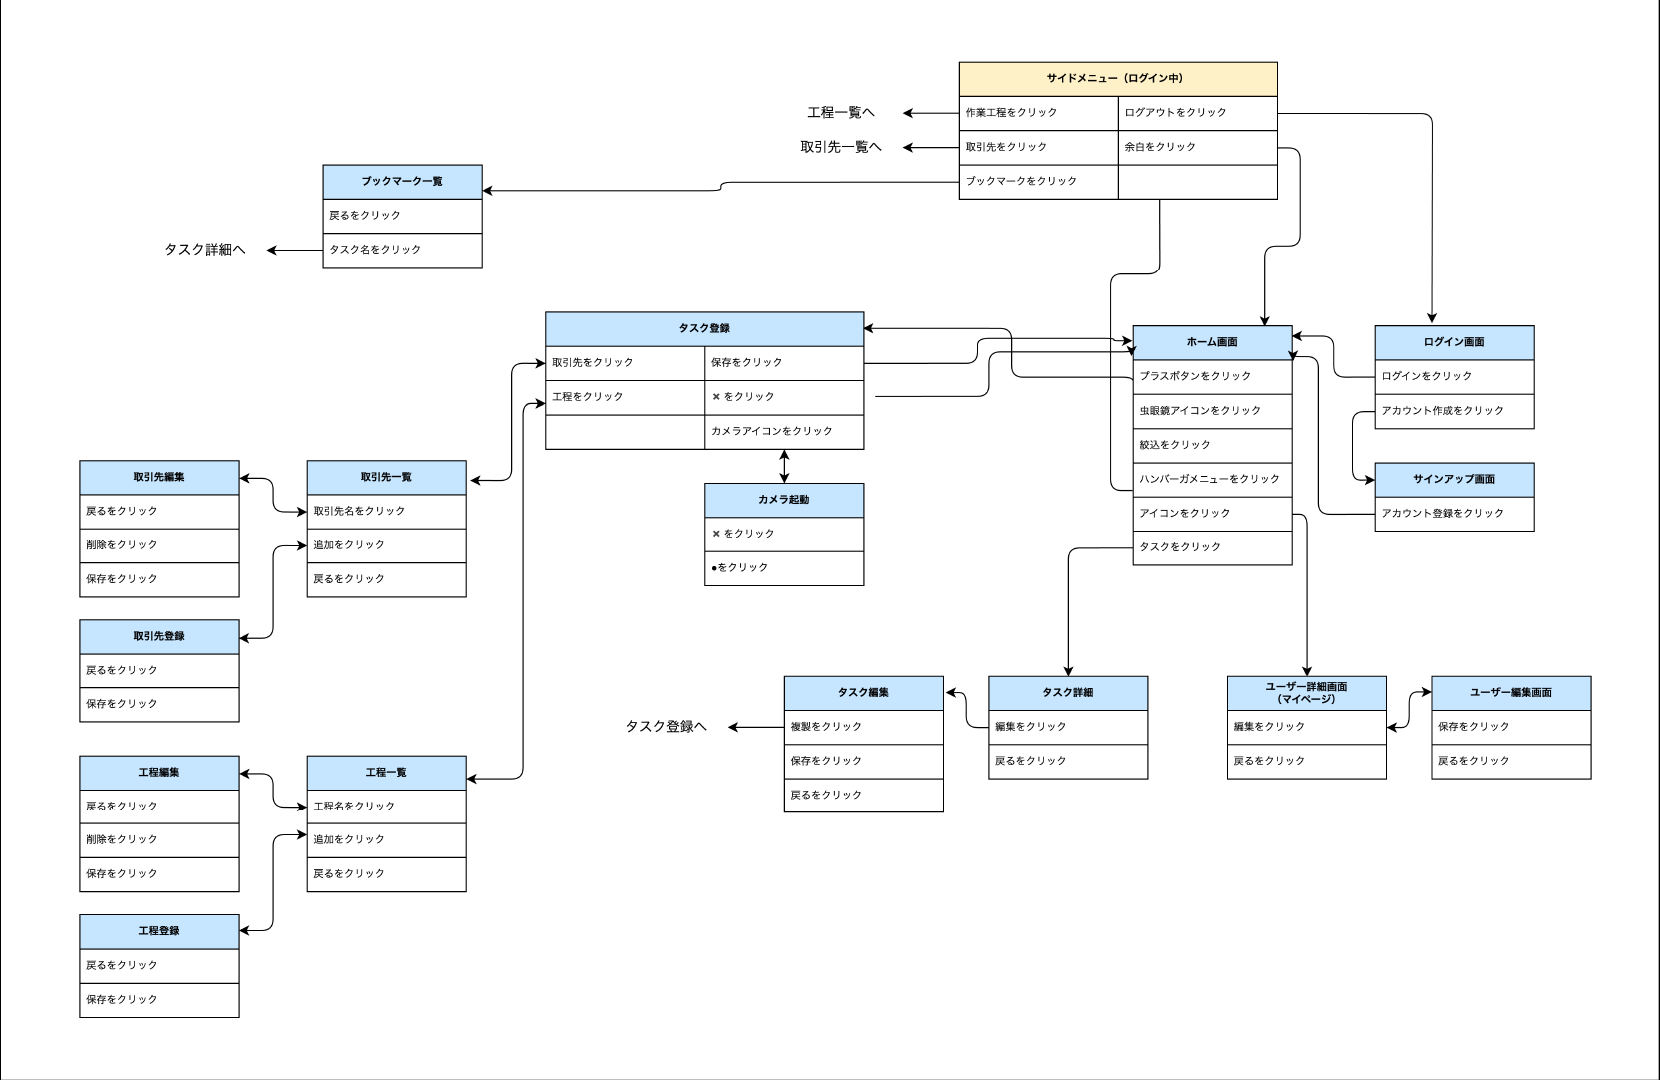 サイドメニュー（ログイン中）
工程一覧へ
作業工程をクリック
ログアウトをクリック
取引先一覧へ
取引先をクリック
余白をクリック
ブックマークをクリック
ブックマーク一覧
戻るをクリック
タスク名をクリック
タスク詳細へ
タスク登録
取引先をクリック
保存をクリック
工程をクリック
× をクリック
カメラアイコンをクリック
ホーム画面
プラスボタンをクリック
虫眼鏡アイコンをクリック
絞込をクリック
ハンバーガメニューをクリック
アイコンをクリック
タスクをクリック
ログイン画面
ログインをクリック
アカウント作成をクリック
サインアップ画面
アカウント登録をクリック
取引先編集
戻るをクリック
削除をクリック
保存をクリック
取引先一覧
取引先名をクリック
追加をクリック
戻るをクリック
カメラ起動
× をクリック
●をクリック
取引先登録
戻るをクリック
保存をクリック
タスク登録へ
タスク編集
複製をクリック
保存をクリック
戻るをクリック
タスク詳細
編集をクリック
戻るをクリック
ユーザー詳細画面
（マイページ）
編集をクリック
戻るをクリック
ユーザー編集画面
保存をクリック
戻るをクリック
工程編集
戻るをクリック
削除をクリック
保存をクリック
工程一覧
工程名をクリック
追加をクリック
戻るをクリック
工程登録
戻るをクリック
保存をクリック